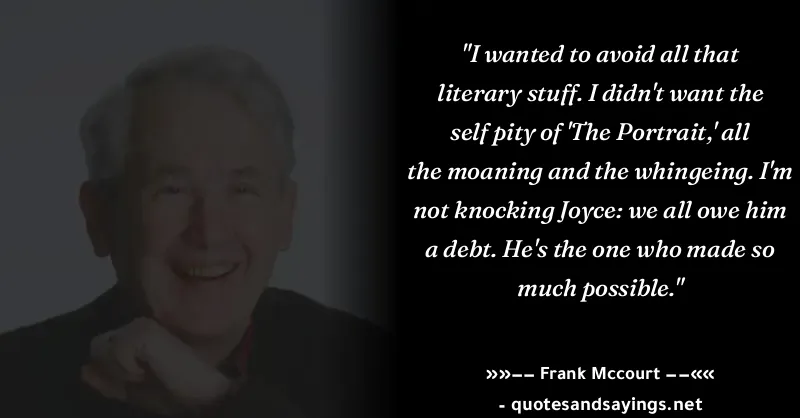 "I wanted to avoid all that
literary stuff. I didn't want the
self pity of 'The Portrait,' all
the moaning and the whingeing. I'm
not knocking Joyce: we all owe him
a debt. He's the one who made so
much possible."
»»–– Frank Mccourt ––««
- quotesandsayings.net